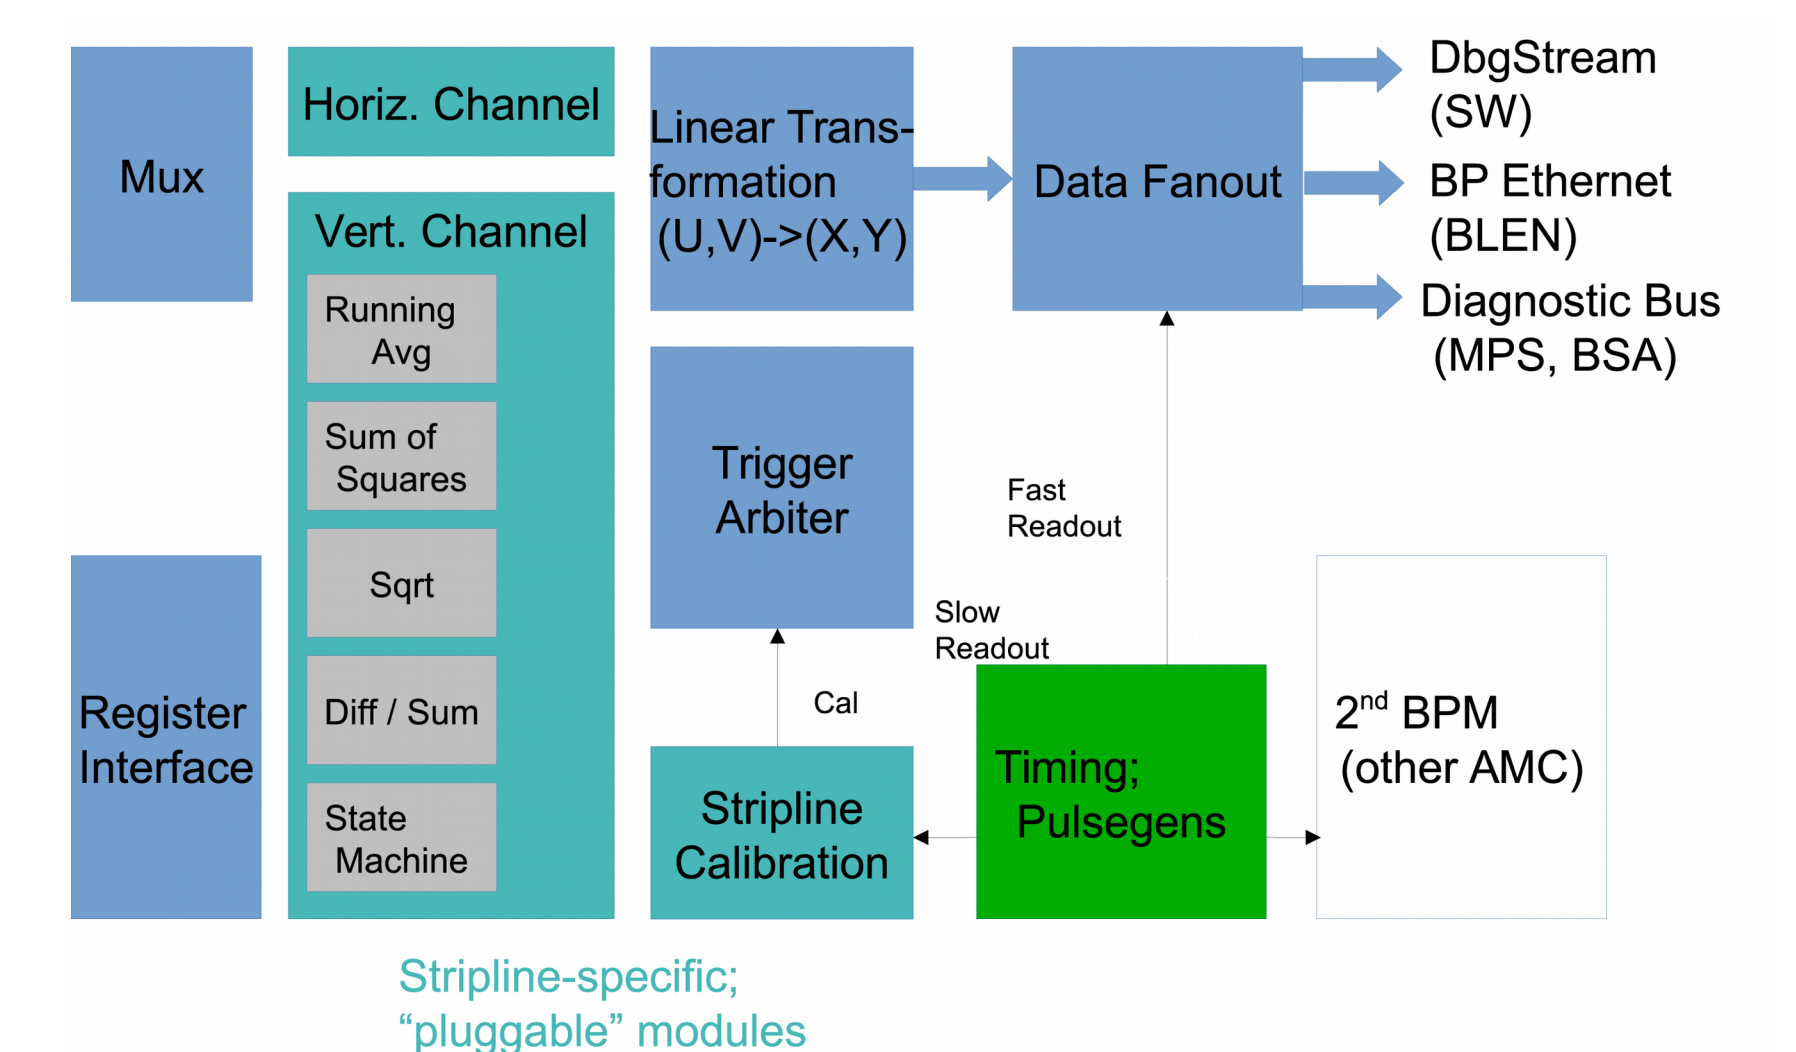 Mux
Horiz. Channel
Vert. Channel
Running
Avg
Sum of
Squares
Sqrt
Diff / Sum
State
Machine
Register
Interface
Linear Trans-
formation
(U,V)->(X,Y)
Trigger
Arbiter
Cal
Stripline
Calibration
Data Fanout
DbgStream
(SW)
BP Ethernet
(BLEN)
Diagnostic Bus
(MPS, BSA)
Fast
Readout
Slow
Readout
Timing;
Pulsegens
2nd BPM
(other AMC)
Stripline-specific;
“pluggable” modules